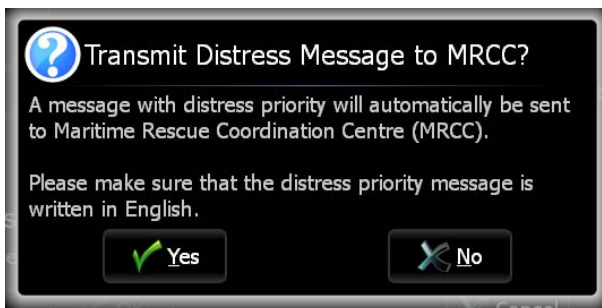 Transmit Distress Message to MRCC?
A message with distress priority will automatically be sent
to Maritime Rescue Coordination Centre (MRCC).
Please make sure that the distress priority message is
written in English.
Yes
No
Cancel